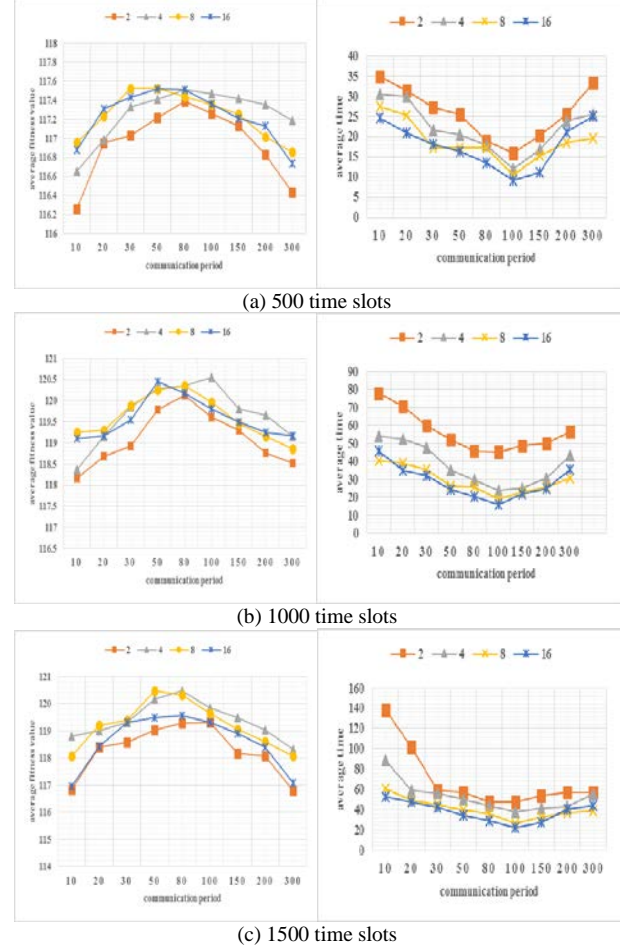 2 4 8 16
118
117.8
117.6
117.4
117.2
117
116.8
116.6
116.4
116.2
116
average fitness value
10 20 30 50 80 100 150 200 300
communication period
2 4 8 16
40
35
30
25
20
15
10
5
0
average time
10 20 30 50 80 100 150 200 300
communication period
(a) 500 time slots
2 4 8 16
121
120.5
120
119.5
119
118.5
118
117.5
117
116.5
average fitness value
10 20 30 50 80 100 150 200 300
communication period
2 4 8 16
90
80
70
60
50
40
30
20
10
0
average time
10 20 30 50 80 100 150 200 300
communication period
(b) 1000 time slots
2 4 8 16
121
120
119
118
117
116
115
114
average fitness value
10 20 30 50 80 100 150 200 300
communication period
2 4 8 16
160
140
120
100
80
60
40
20
0
average time
10 20 30 50 80 100 150 200 300
communication period
(c) 1500 time slots